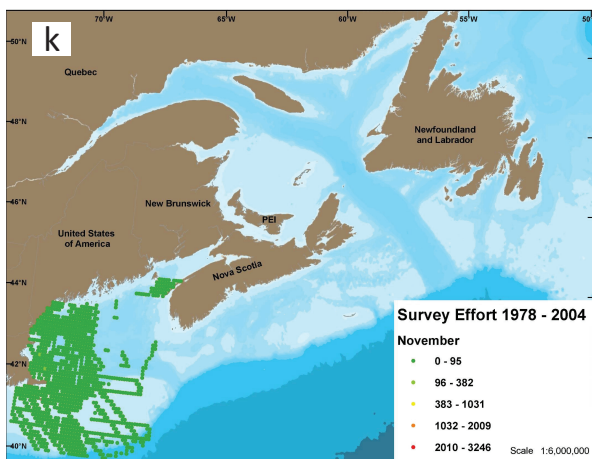 70°W
65°W
60°W
55°W
50°
50°N
k
Quebec
48°N
Newfoundland
and Labrador
46°N
New Brunswick
PEI
United States
of America
Nova Scotia
44°N
42°N
40°N
Survey Effort 1978 - 2004
November
0 - 95
96 - 382
383 - 1031
1032 - 2009
2010 - 3246
Scale 1:6,000,000